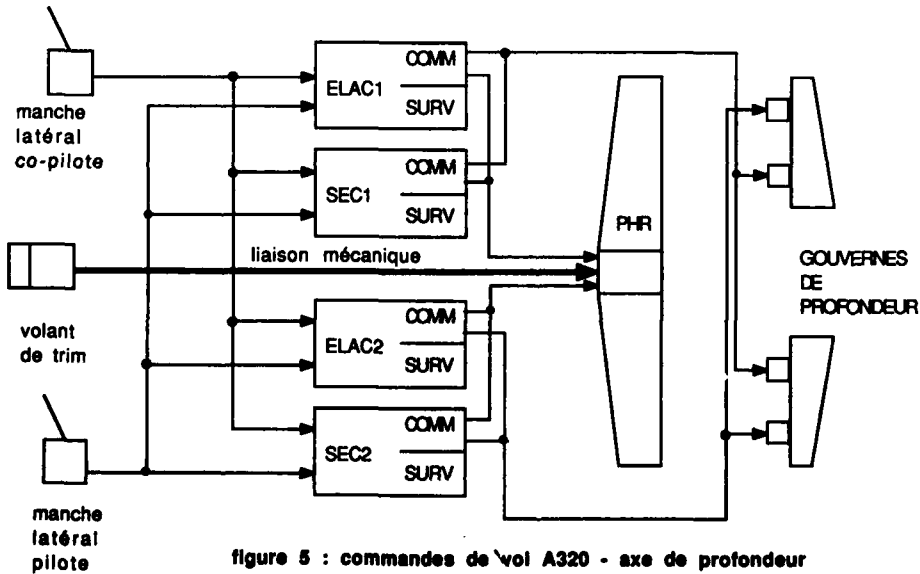 manche
latéral
co-pilote
ELAC1
COMM
SURV
SEC1
COMM
SURV
liaison mécanique
volant
de trim
ELAC2
COMM
SURV
SEC2
COMM
SURV
manche
latéral
pilote
PHR
GOUVERNES
DE
PROFONDEUR
figure 5 : commandes de vol A320 - axe de profondeur